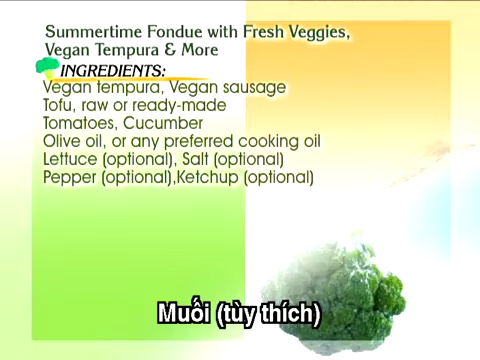 Summertime Fondue with Fresh Veggies,
Vegan Tempura & More
INGREDIENTS:
Vegan tempura, Vegan sausage
Tofu, raw or ready-made
Tomatoes, Cucumber
Olive oil, or any preferred cooking oil
Lettuce (optional), Salt (optional)
Pepper (optional),Ketchup (optional)
Muối (tùy thích)